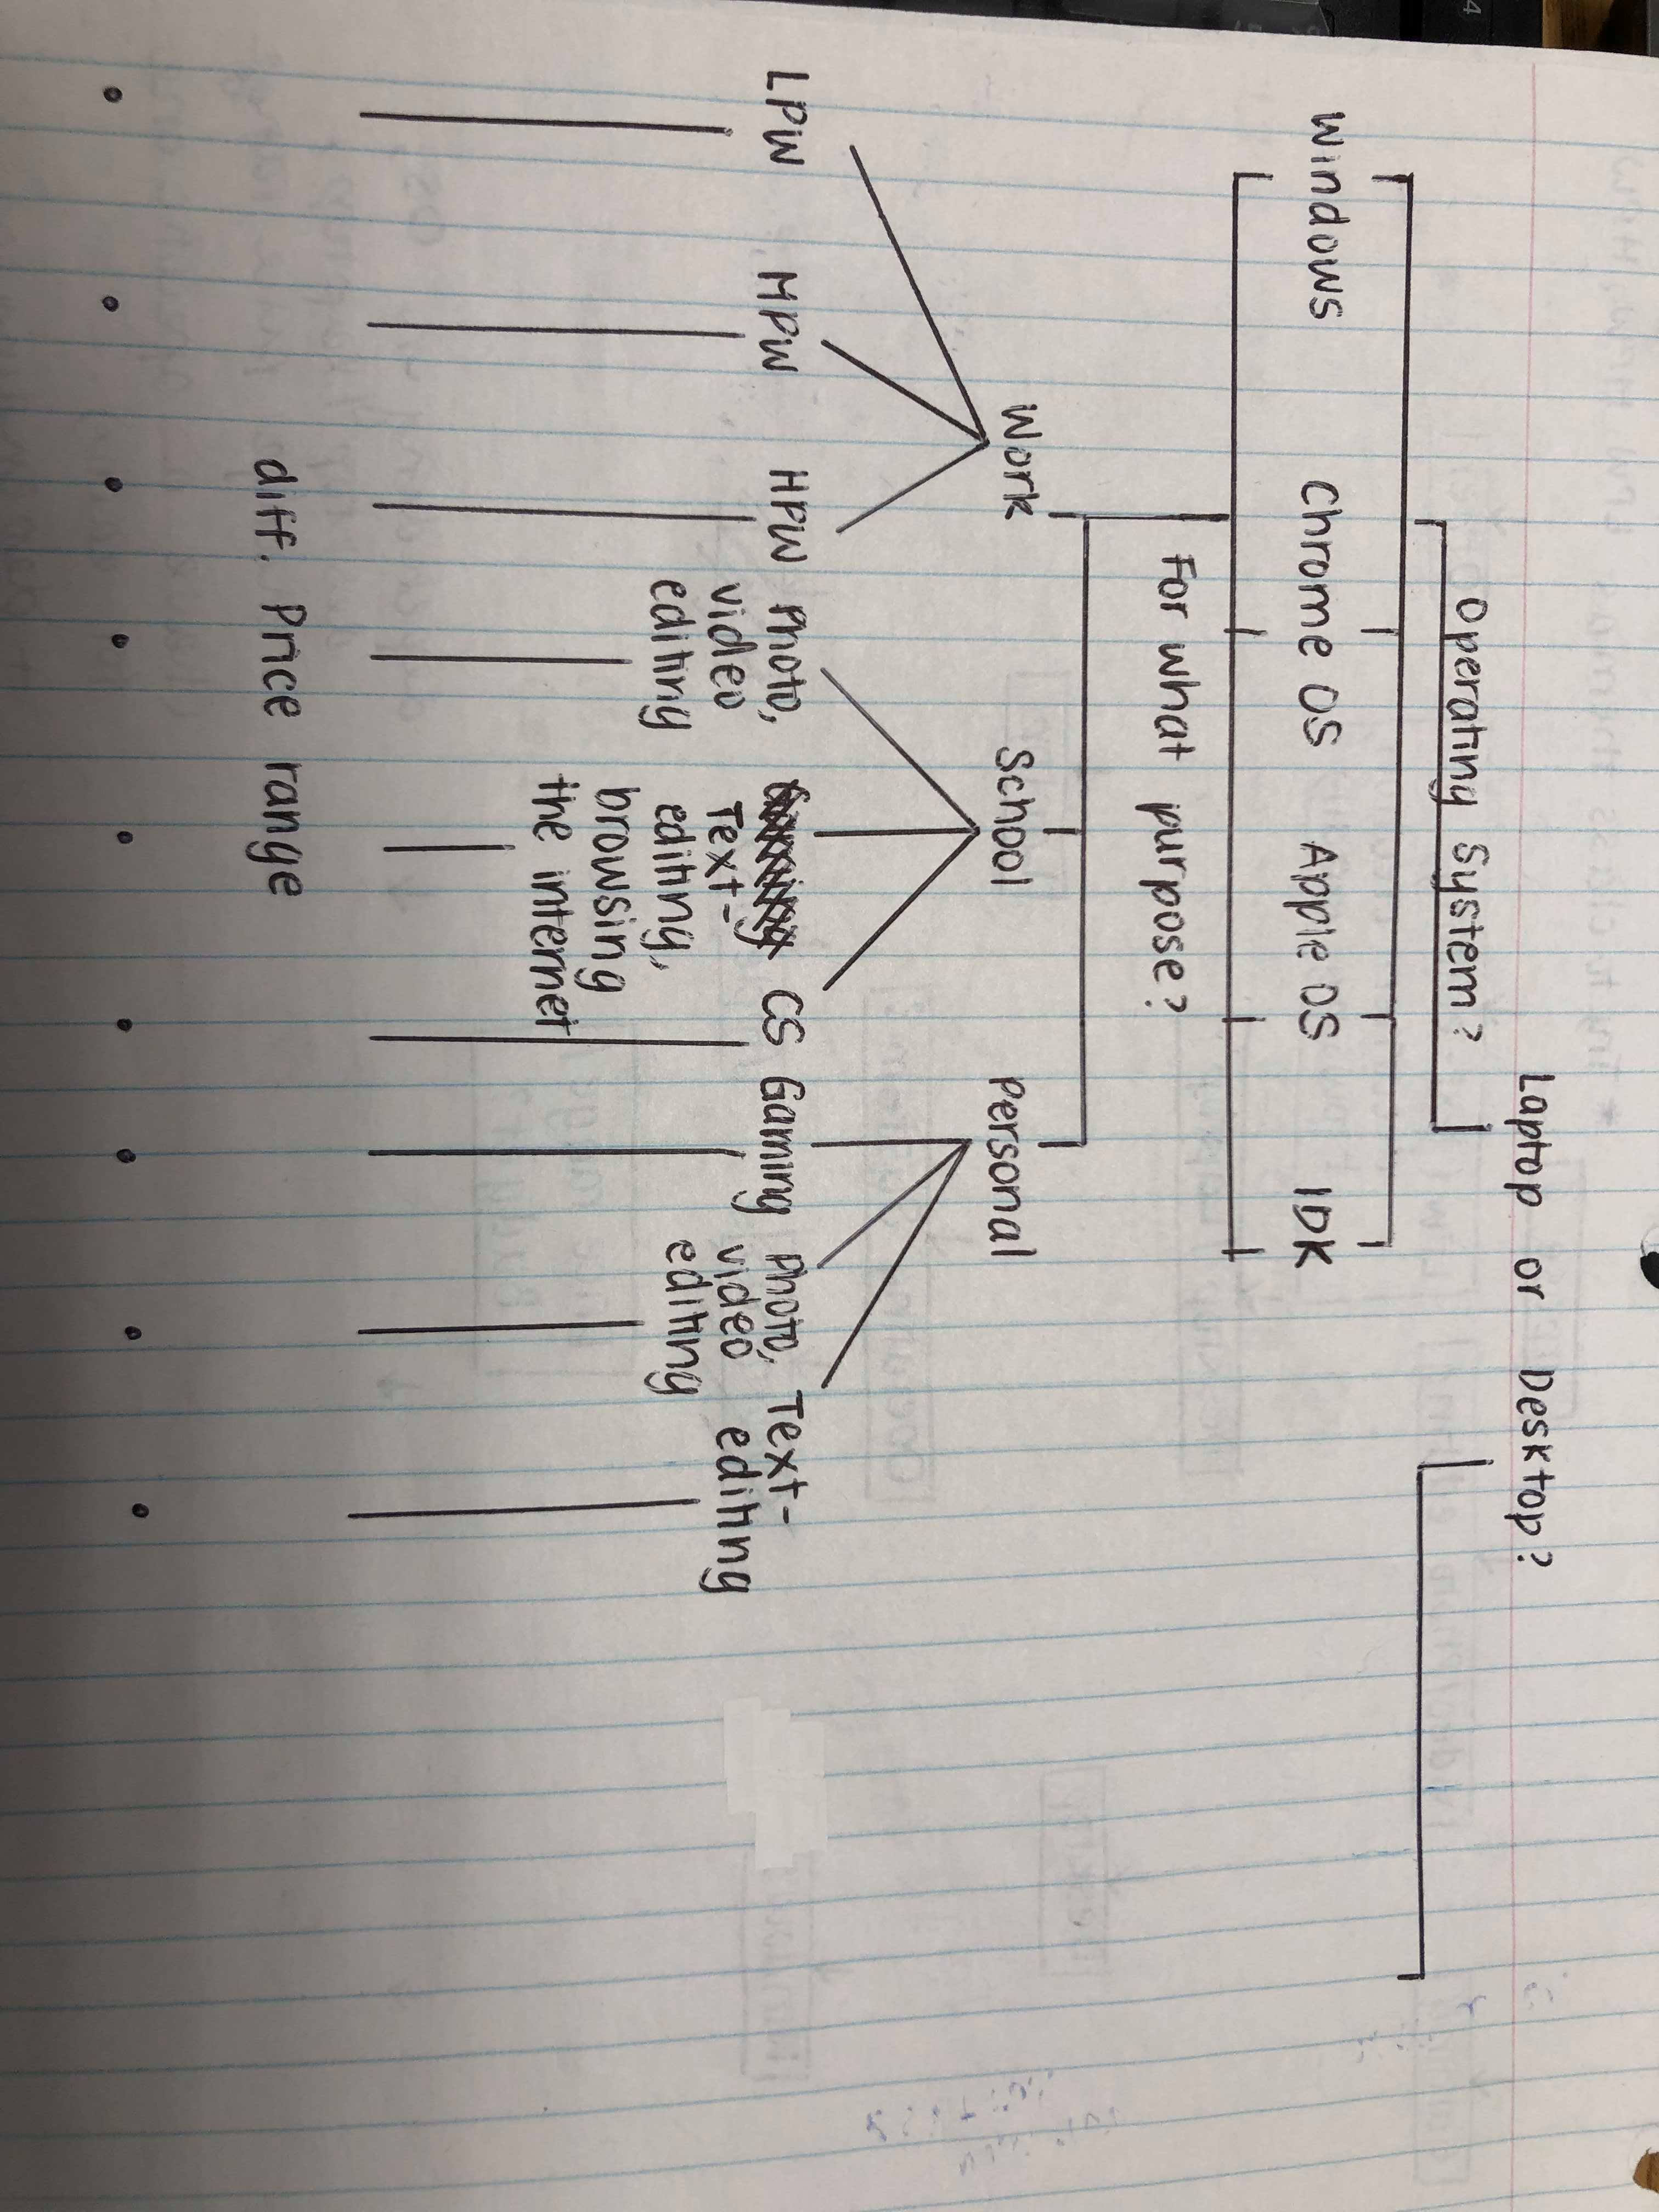 Laptop or Desktop?
Operating System?
Windows Chrome OS Apple OS IDK
For what purpose?
Work School Personal
LPW MPW HPW Photo, Gaming CS Gaming Photo, Text-
video Text- video editing
editing editing, editing
browsing
the internet
diff. Price range